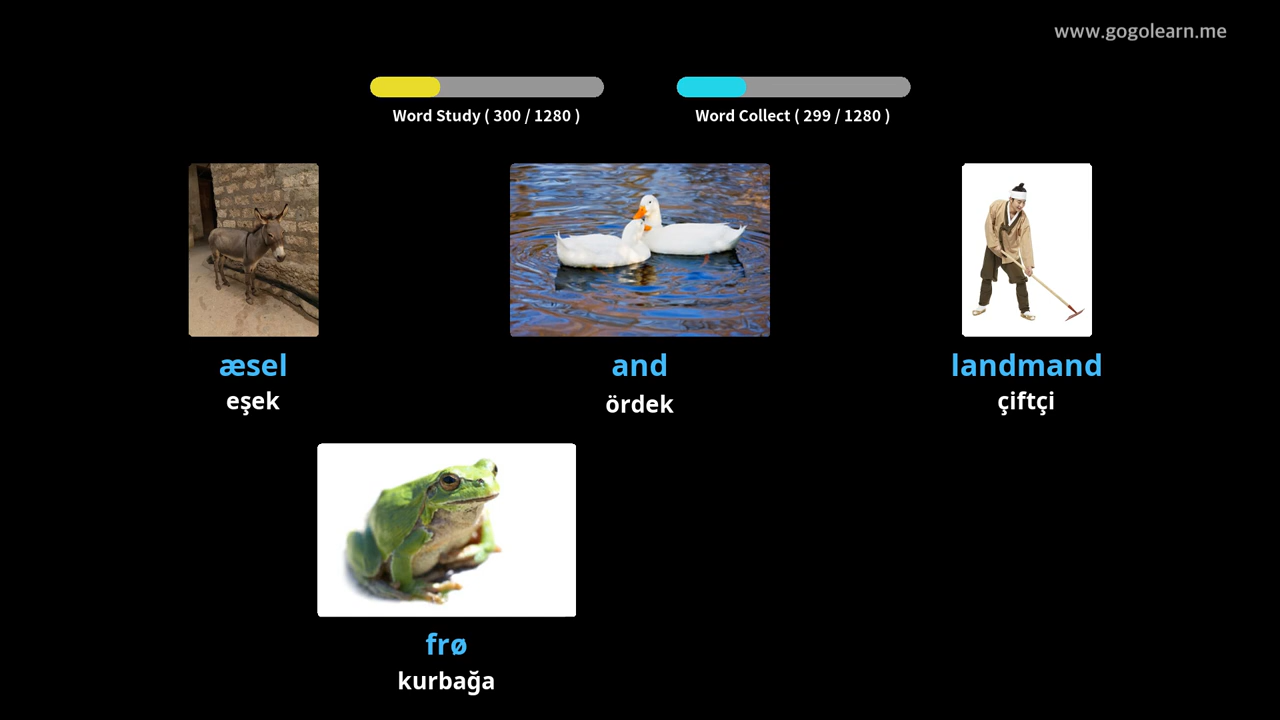 www.gogolearn.me
Word Study ( 300 / 1280 )
Word Collect ( 299 / 1280 )
æsel
eşek
and
ördek
landmand
çiftçi
frø
kurbağa